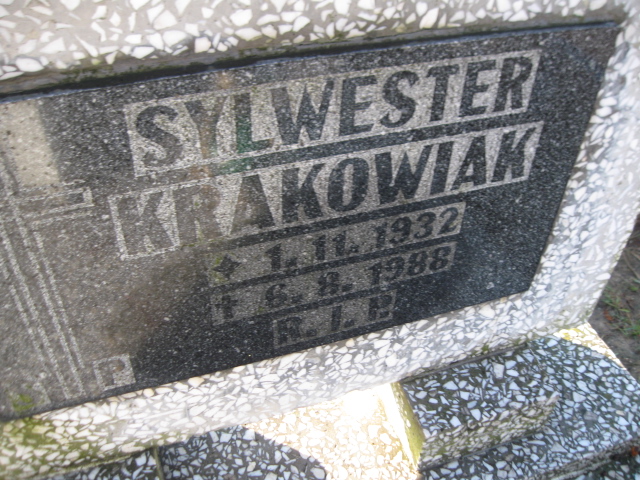 SYLWESTER
KRAKOWIAK
✦ 1. 11. 1932
✝ 6. 8. 1988
R. I. P.